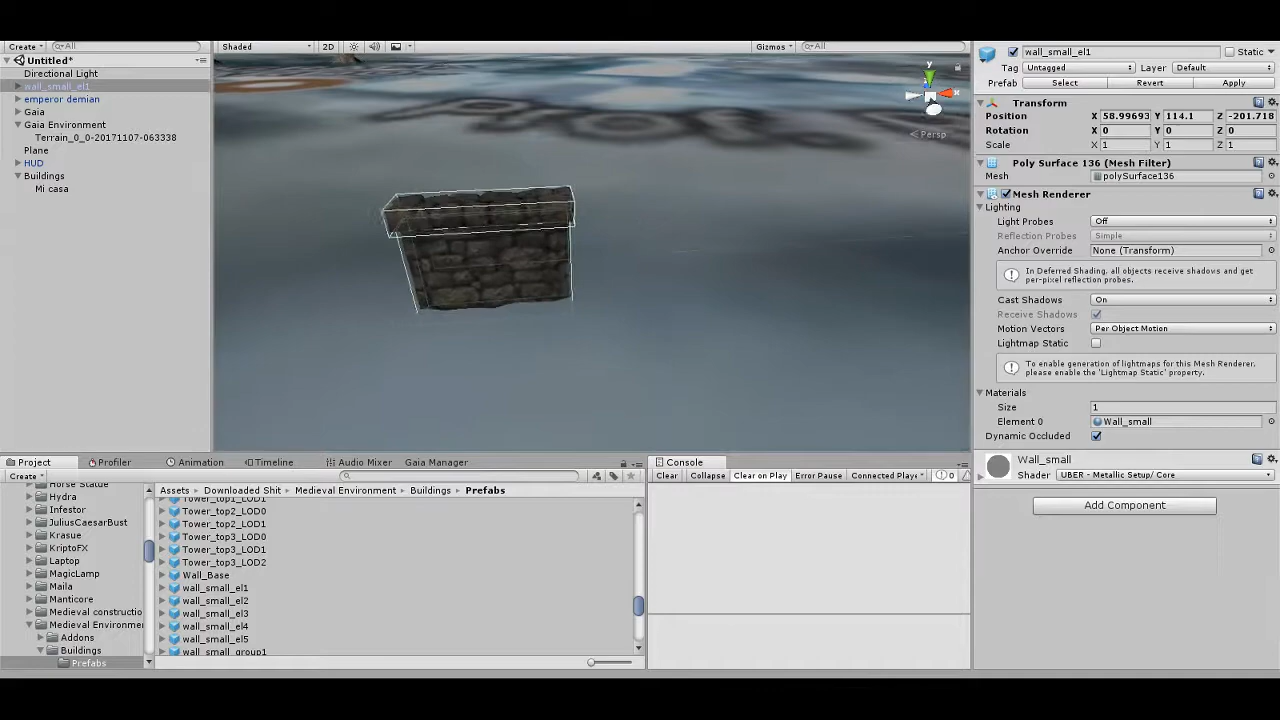 Create
All
Untitled*
Directional Light
wall_small_el1
emperor demian
Gaia
Gaia Environment
Terrain_0_0-20171107-063338
Plane
HUD
Buildings
Mi casa
Shaded
2D
Gizmos
All
y
x
Persp
wall_small_el1
Static
Tag
Untagged
Layer
Default
Prefab
Select
Revert
Apply
Transform
Position
X 58.99693 Y 114.1 Z -201.718
Rotation
X 0 Y 0 Z 0
Scale
X 1 Y 1 Z 1
Poly Surface 136 (Mesh Filter)
Mesh
polySurface136
Mesh Renderer
Lighting
Light Probes
Off
Reflection Probes
Simple
Anchor Override
None (Transform)
In Deferred Shading, all objects receive shadows and get
per-pixel reflection probes.
Cast Shadows
On
Receive Shadows
Motion Vectors
Per Object Motion
Lightmap Static
To enable generation of lightmaps for this Mesh Renderer,
please enable the 'Lightmap Static' property.
Materials
Size
1
Element 0
Wall_small
Dynamic Occluded
Wall_small
Shader
UBER - Metallic Setup/ Core
Add Component
Project
Profiler
Animation
Timeline
Audio Mixer
Gaia Manager
Create
Horse Statue
Hydra
Infestor
JuliusCaesarBust
Krasue
KriptoFX
Laptop
MagicLamp
Maila
Manticore
Medieval constructio
Medieval Environme
Addons
Buildings
Prefabs
Assets
Downloaded Shit
Medieval Environment
Buildings
Prefabs
Tower_top1_LOD1
Tower_top2_LOD0
Tower_top2_LOD1
Tower_top3_LOD0
Tower_top3_LOD1
Tower_top3_LOD2
Wall_Base
wall_small_el1
wall_small_el2
wall_small_el3
wall_small_el4
wall_small_el5
wall_small_group1
Console
Clear
Collapse
Clear on Play
Error Pause
Connected Playe
0